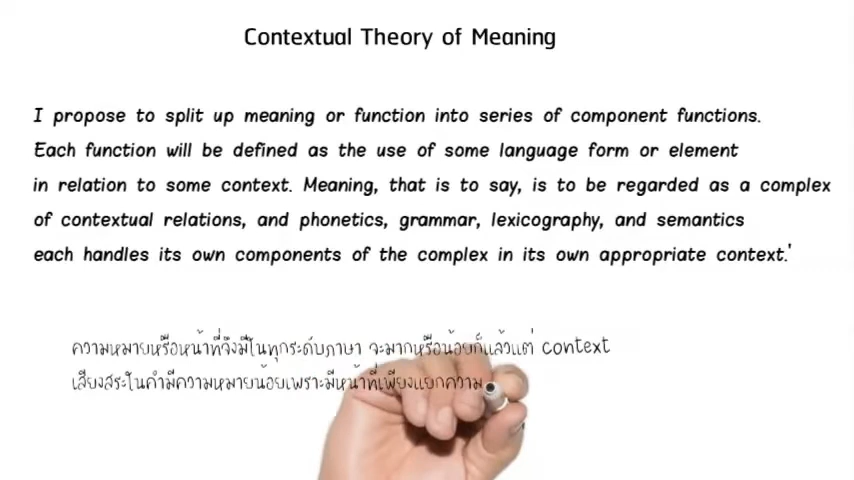 Contextual Theory of Meaning
I propose to split up meaning or function into series of component functions.
Each function will be defined as the use of some language form or element
in relation to some context. Meaning, that is to say, is to be regarded as a complex
of contextual relations, and phonetics, grammar, lexicography, and semantics
each handles its own components of the complex in its own appropriate context.'
ความหมายหรือหน้าที่จึงมีในทุกระดับภาษา จะมากหรือน้อยก็แล้วแต่ context
เสียงสระในคำมีความหมายน้อยเพราะมีหน้าที่เพียงแยกความ